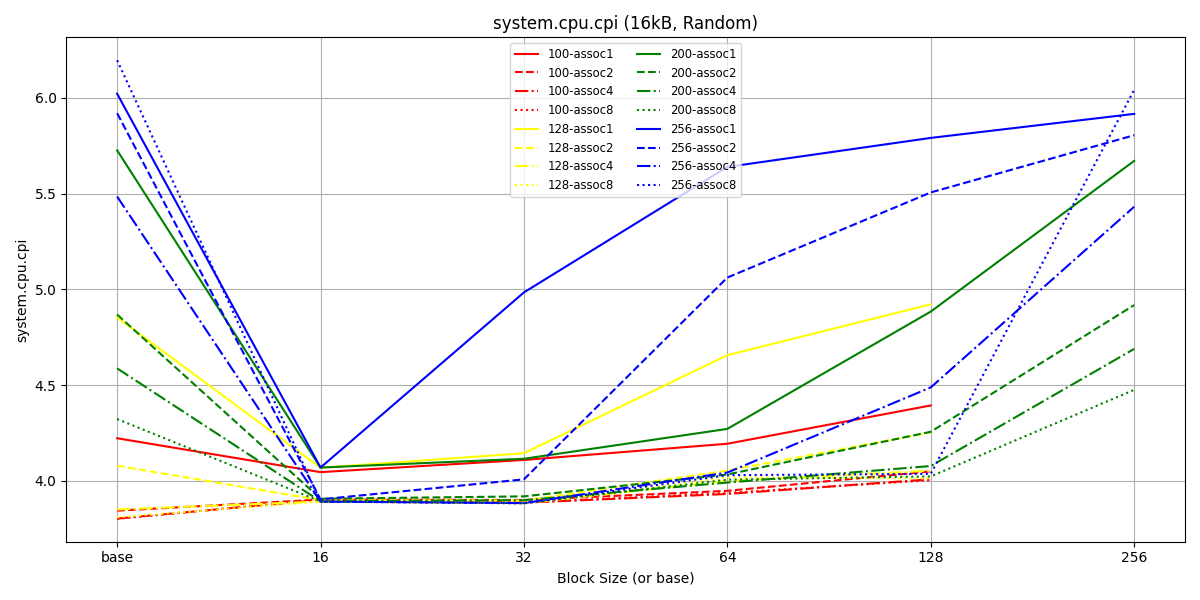 system.cpu.cpi (16kB, Random)
100-assoc1
100-assoc2
100-assoc4
100-assoc8
128-assoc1
128-assoc2
128-assoc4
128-assoc8
200-assoc1
200-assoc2
200-assoc4
200-assoc8
256-assoc1
256-assoc2
256-assoc4
256-assoc8
system.cpu.cpi
6.0
5.5
5.0
4.5
4.0
base 16 32 64 128 256
Block Size (or base)